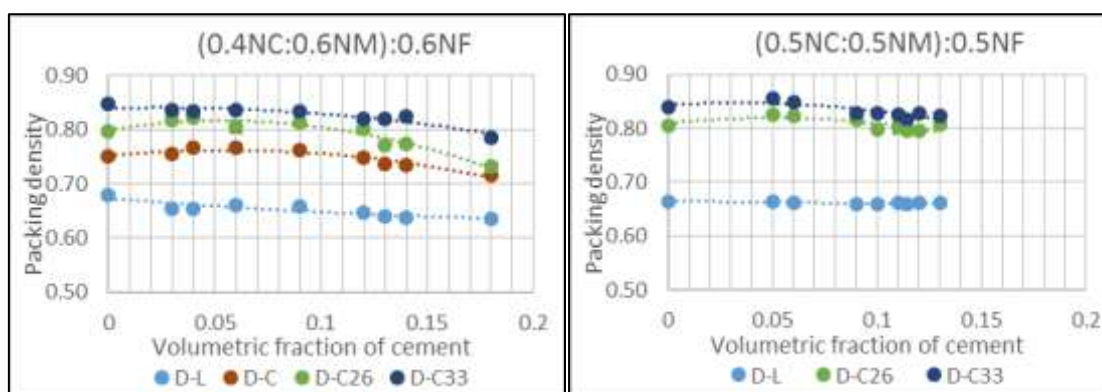 (0.4NC:0.6NM):0.6NF
0.90
0.80
0.70
0.60
0.50
Packing density
0
0.05
0.1
0.15
0.2
Volumetric fraction of cement
D-L
D-C
D-C26
D-C33
(0.5NC:0.5NM):0.5NF
0.90
0.80
0.70
0.60
0.50
Packing density
0
0.05
0.1
0.15
0.2
Volumetric fraction of cement
D-L
D-C26
D-C33